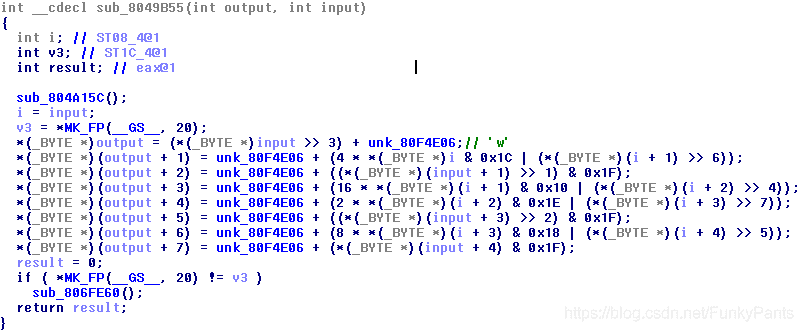 int __cdecl sub_8049B55(int output, int input)
{
  int i; // ST08_4@1
  int v3; // ST1C_4@1
  int result; // eax@1

  sub_804A15C();
  i = input;
  v3 = *MK_FP(__GS__, 20);
  *(_BYTE *)output = (*(_BYTE *)input >> 3) + unk_80F4E06;// 'w'
  *(_BYTE *)(output + 1) = unk_80F4E06 + (4 * *(_BYTE *)i & 0x1C | (*(_BYTE *)(i + 1) >> 6));
  *(_BYTE *)(output + 2) = unk_80F4E06 + ((*(_BYTE *)(input + 1) >> 1) & 0x1F);
  *(_BYTE *)(output + 3) = unk_80F4E06 + (16 * *(_BYTE *)(i + 1) & 0x10 | (*(_BYTE *)(i + 2) >> 4));
  *(_BYTE *)(output + 4) = unk_80F4E06 + (2 * *(_BYTE *)(i + 2) & 0x1E | (*(_BYTE *)(i + 3) >> 7));
  *(_BYTE *)(output + 5) = unk_80F4E06 + ((*(_BYTE *)(input + 3) >> 2) & 0x1F);
  *(_BYTE *)(output + 6) = unk_80F4E06 + (8 * *(_BYTE *)(i + 3) & 0x18 | (*(_BYTE *)(i + 4) >> 5));
  *(_BYTE *)(output + 7) = unk_80F4E06 + (*(_BYTE *)(input + 4) & 0x1F);
  result = 0;
  if ( *MK_FP(__GS__, 20) != v3 )
    sub_806FE60();
  return result;
}
https://blog.csdn.net/FunkyPants